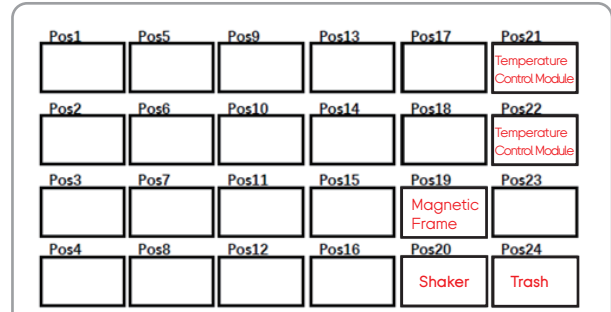 Pos1 Pos5 Pos9 Pos13 Pos17 Pos21
Temperature
Control Module
Pos2 Pos6 Pos10 Pos14 Pos18 Pos22
Temperature
Control Module
Pos3 Pos7 Pos11 Pos15 Pos19 Pos23
Magnetic
Frame
Pos4 Pos8 Pos12 Pos16 Pos20 Pos24
Shaker Trash